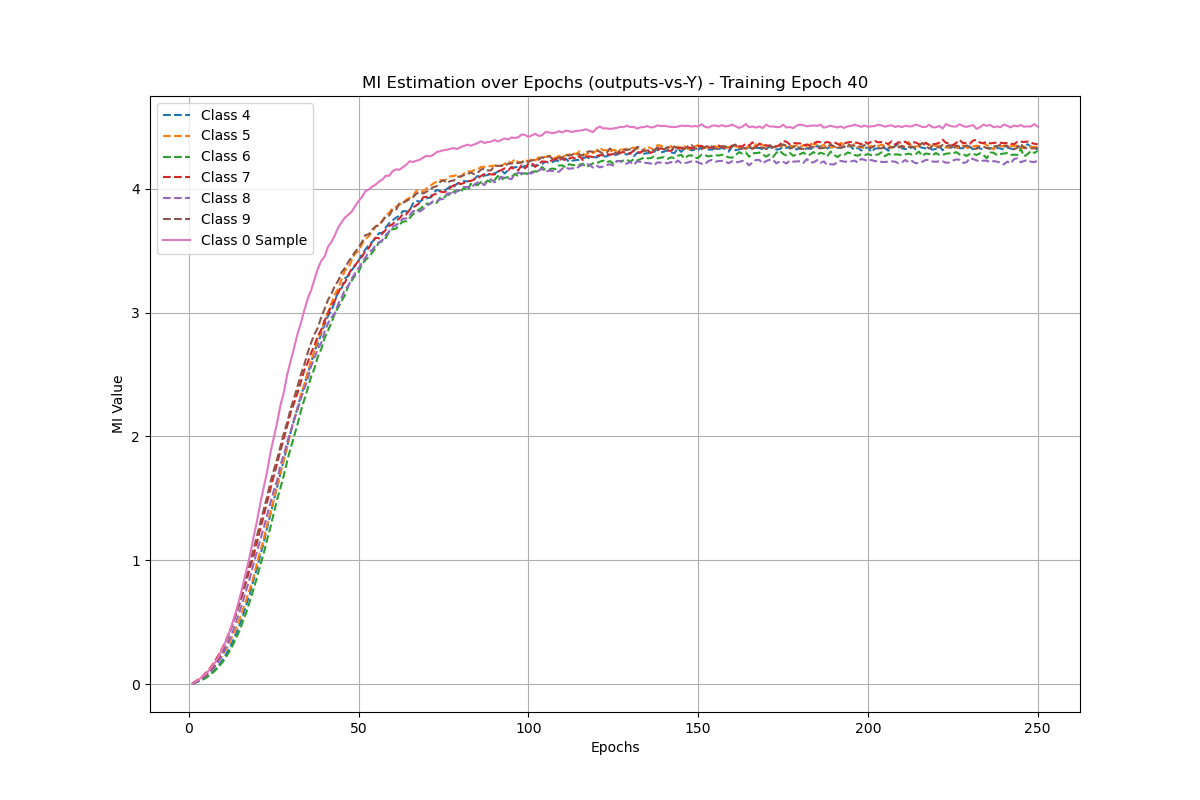 MI Estimation over Epochs (outputs-vs-Y) - Training Epoch 40
Class 4
Class 5
Class 6
Class 7
Class 8
Class 9
Class 0 Sample
4
3
2
1
0
MI Value
0 50 100 150 200 250
Epochs